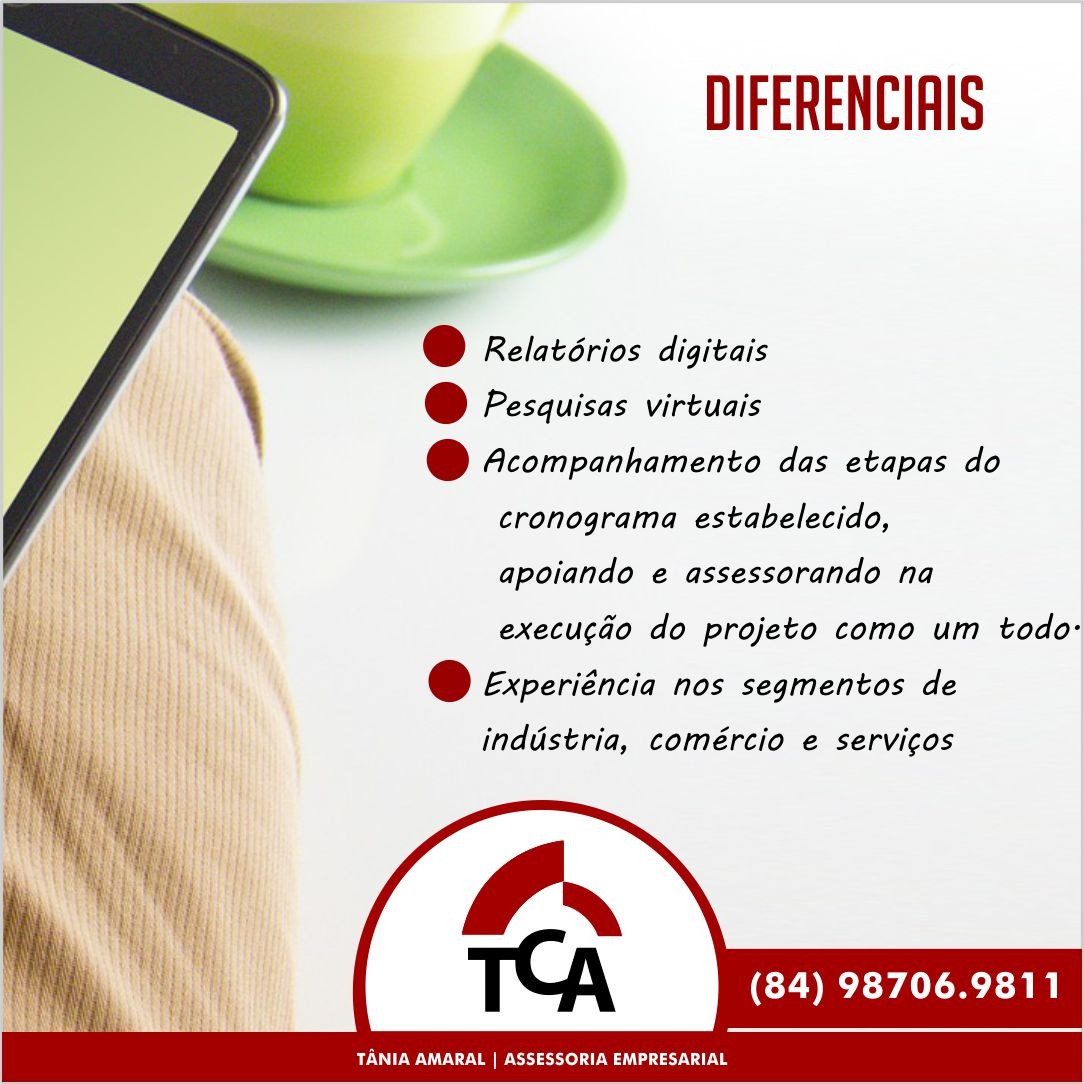 DIFERENCIAIS
Relatórios digitais
Pesquisas virtuais
Acompanhamento das etapas do
cronograma estabelecido,
apoiando e assessorando na
execução do projeto como um todo.
Experiência nos segmentos de
indústria, comércio e serviços
TCA
(84) 98706.9811
TÂNIA AMARAL | ASSESSORIA EMPRESARIAL